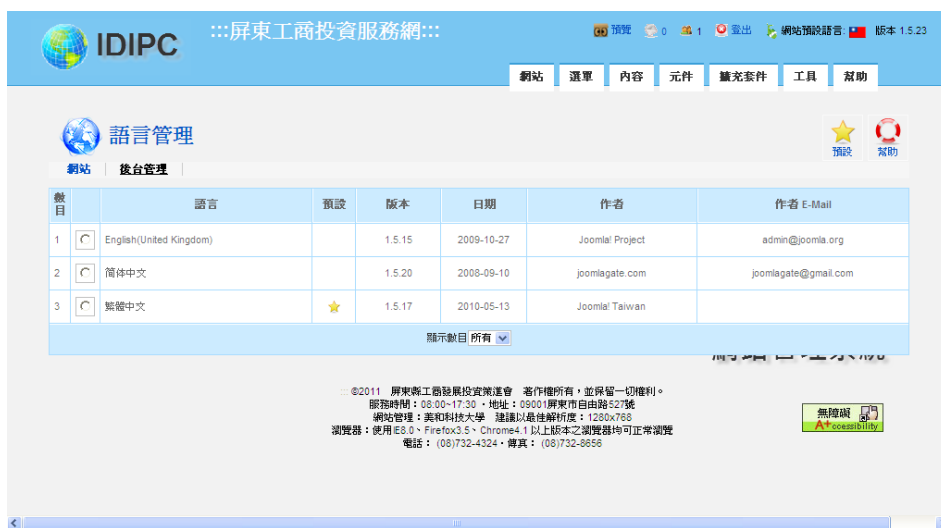 IDIPC
:::屏東工商投資服務網:::
預覽 0 1 登出 網站預設語言: 版本 1.5.23
網站 選單 內容 元件 擴充套件 工具 幫助
語言管理
預設 幫助
網站 後台管理
數目 語言 預設 版本 日期 作者 作者 E-Mail
1 English(United Kingdom) 1.5.15 2009-10-27 Joomla! Project admin@joomla.org
2 简体中文 1.5.20 2008-09-10 joomlagate.com joomlagate@gmail.com
3 繁體中文 1.5.17 2010-05-13 Joomla! Taiwan
顯示數目 所有
©2011 屏東縣工商發展投資策進會 著作權所有，並保留一切權利。
服務時間：08:00~17:30 ‧地址：09001屏東市自由路527號
網站管理：美和科技大學 建議以最佳解析度：1280x768
瀏覽器：使用IE8.0、Firefox3.5、Chrome4.1 以上版本之瀏覽器均可正常瀏覽
電話： (08)732-4324‧傳真： (08)732-8656
無障礙
A+ccessibility